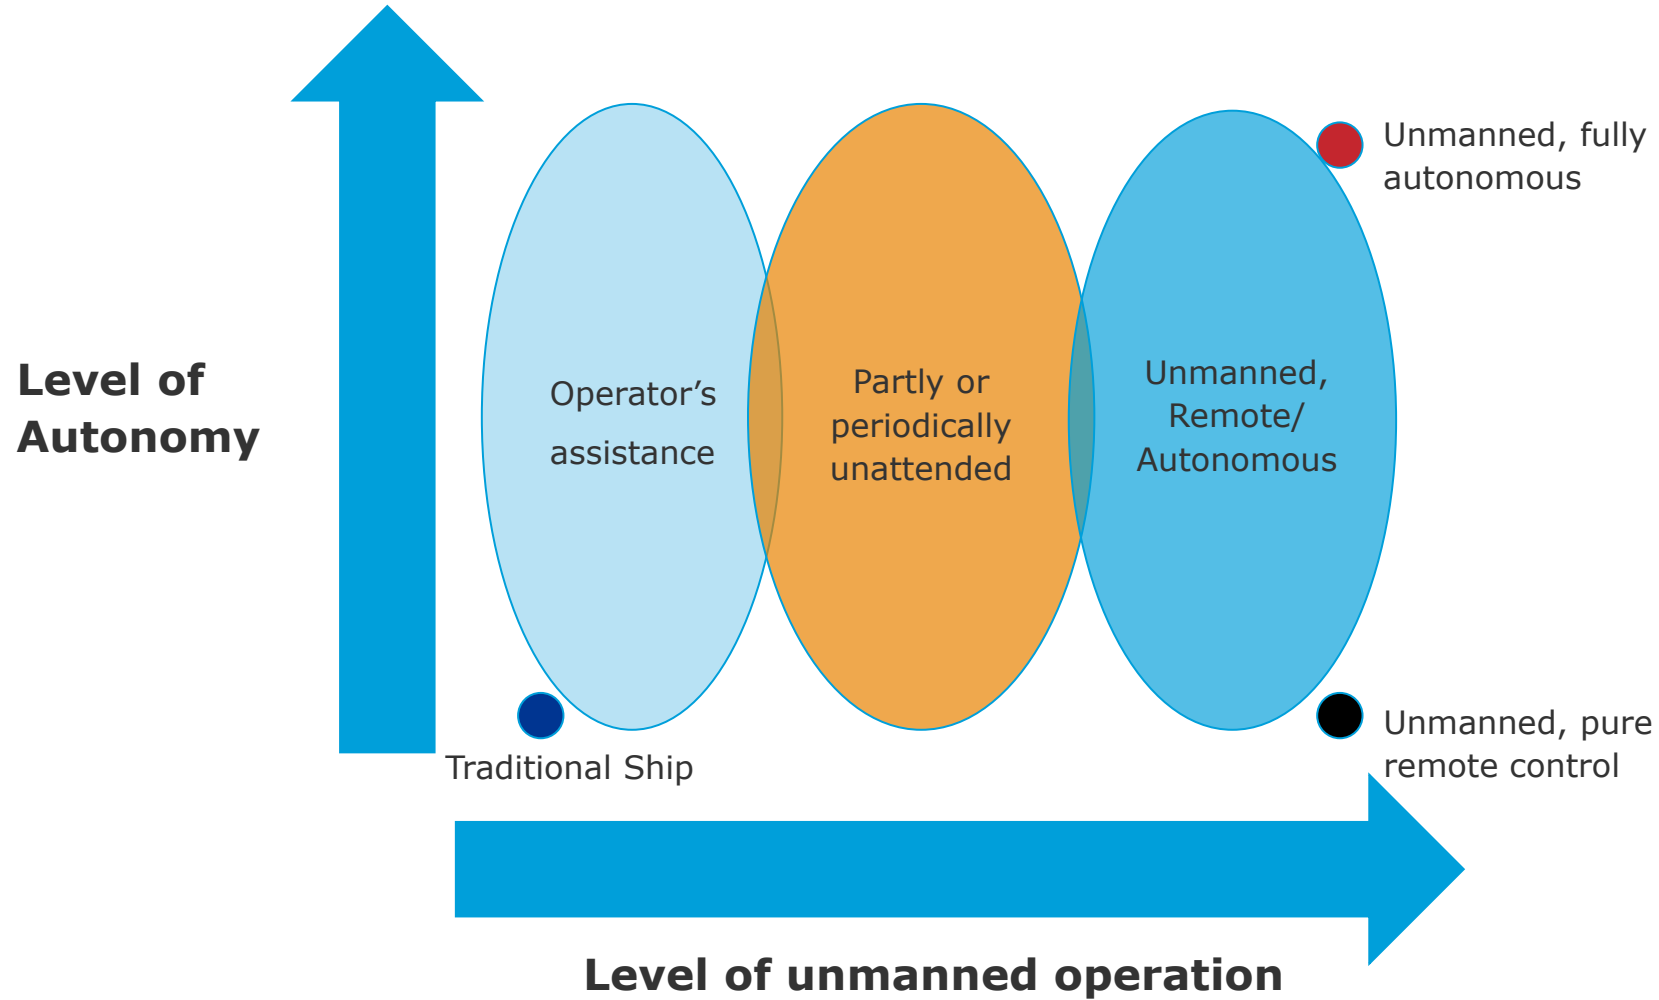 Unmanned, fully
autonomous
Level of
Autonomy
Operator’s
assistance
Partly or
periodically
unattended
Unmanned,
Remote/
Autonomous
Traditional Ship
Unmanned, pure
remote control
Level of unmanned operation